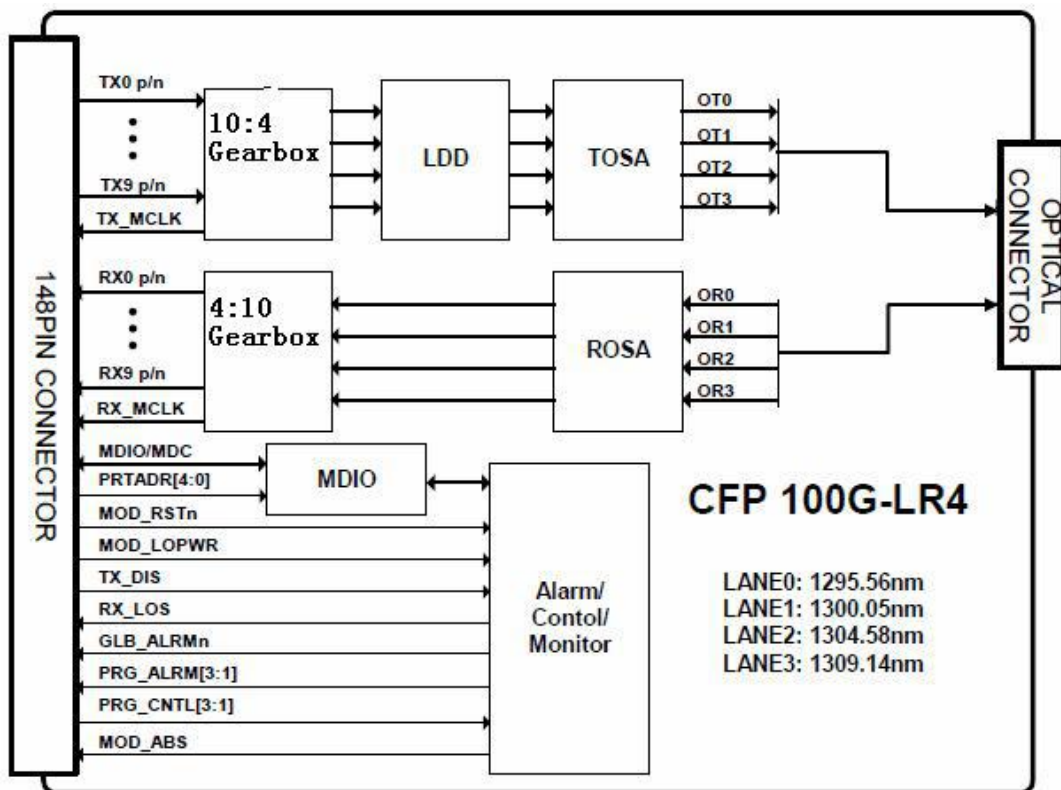 TX0 p/n
TX9 p/n
TX_MCLK
10:4
Gearbox
LDD
TOSA
OT0
OT1
OT2
OT3
RX0 p/n
RX9 p/n
RX_MCLK
4:10
Gearbox
ROSA
OR0
OR1
OR2
OR3
OPTICAL
CONNECTOR
148PIN CONNECTOR
MDIO/MDC
PRTADR[4:0]
MDIO
MOD_RSTn
MOD_LOPWR
TX_DIS
RX_LOS
GLB_ALRMn
PRG_ALRM[3:1]
PRG_CNTL[3:1]
MOD_ABS
Alarm/
Contol/
Monitor
CFP 100G-LR4
LANE0: 1295.56nm
LANE1: 1300.05nm
LANE2: 1304.58nm
LANE3: 1309.14nm